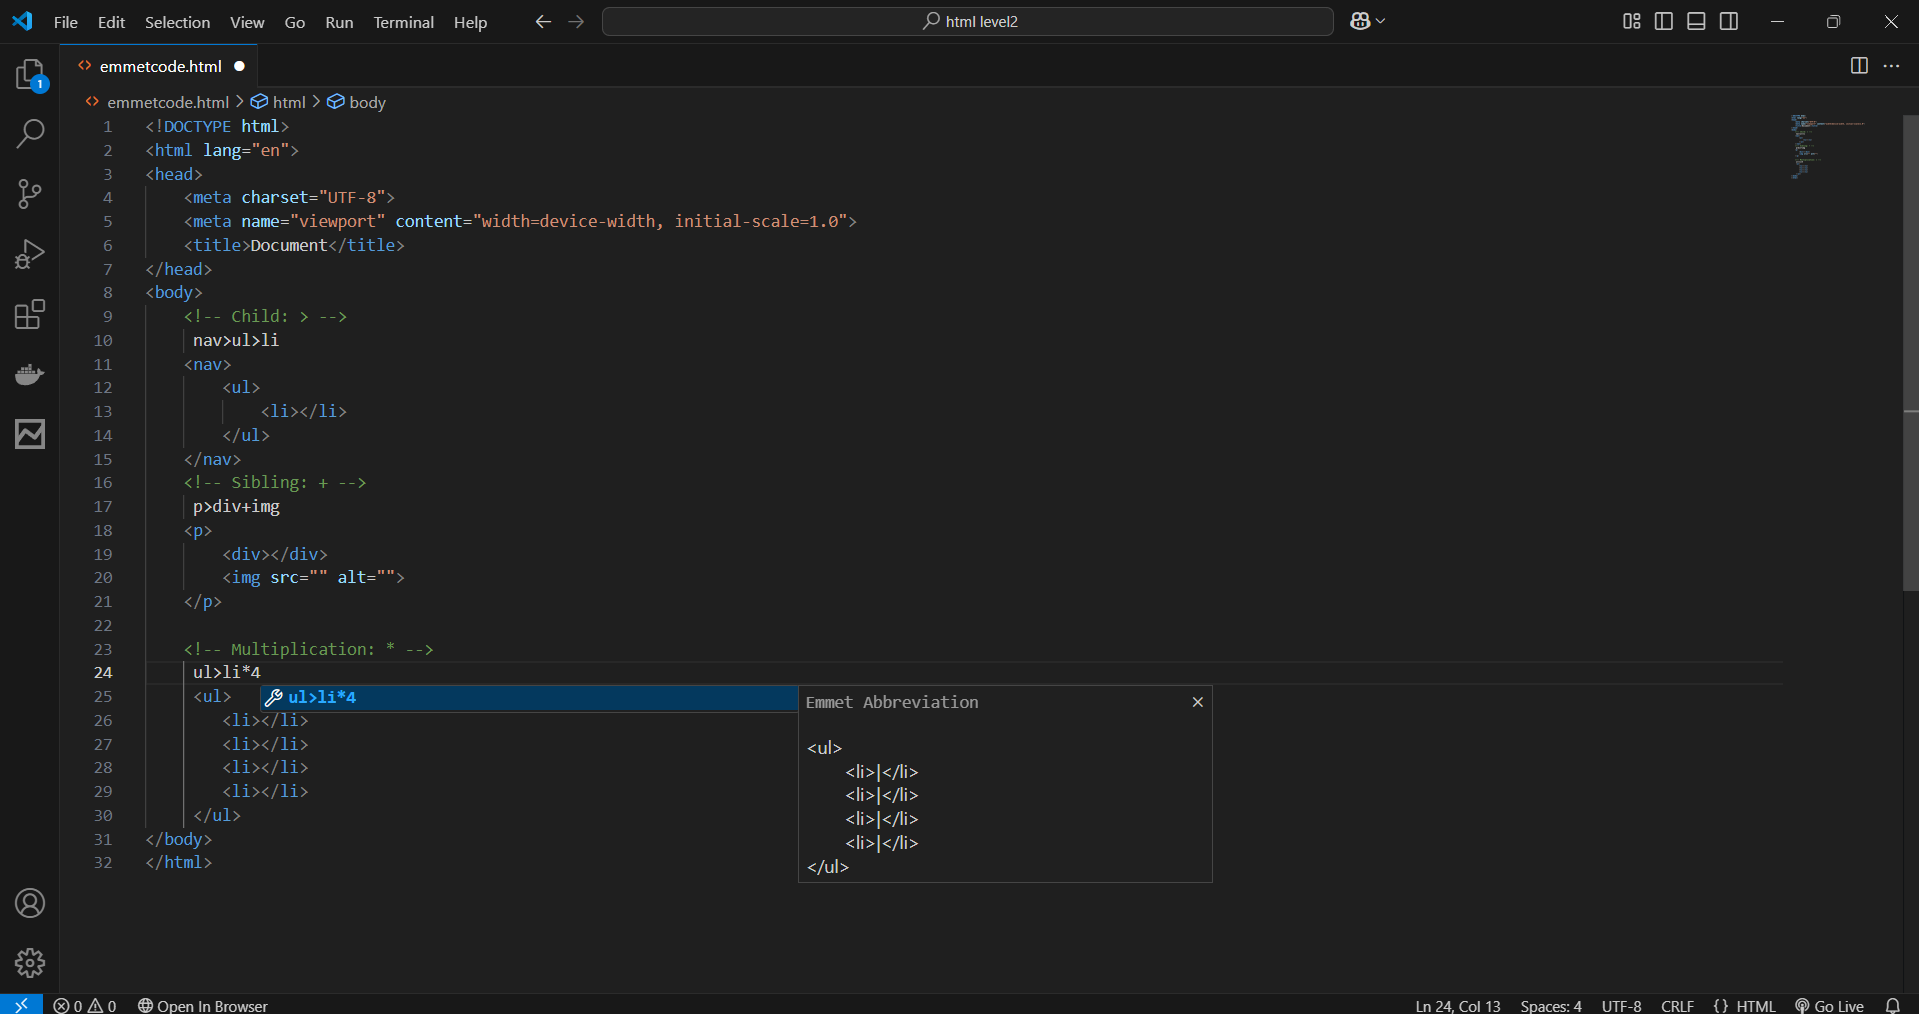 File Edit Selection View Go Run Terminal Help
html level2
emmetcode.html
1
emmetcode.html > html > body
1 <!DOCTYPE html>
2 <html lang="en">
3 <head>
4 <meta charset="UTF-8">
5 <meta name="viewport" content="width=device-width, initial-scale=1.0">
6 <title>Document</title>
7 </head>
8 <body>
9 <!-- Child: > -->
10 nav>ul>li
11 <nav>
12 <ul>
13 <li></li>
14 </ul>
15 </nav>
16 <!-- Sibling: + -->
17 p>div+img
18 <p>
19 <div></div>
20 <img src="" alt="">
21 </p>
22
23 <!-- Multiplication: * -->
24 ul>li*4
25 <ul>
26 <li></li>
27 <li></li>
28 <li></li>
29 <li></li>
30 </ul>
31 </body>
32 </html>
ul>li*4
Emmet Abbreviation
<ul>
<li>|</li>
<li>|</li>
<li>|</li>
<li>|</li>
</ul>
0 0 Open In Browser
Ln 24, Col 13 Spaces: 4 UTF-8 CRLF {} HTML Go Live